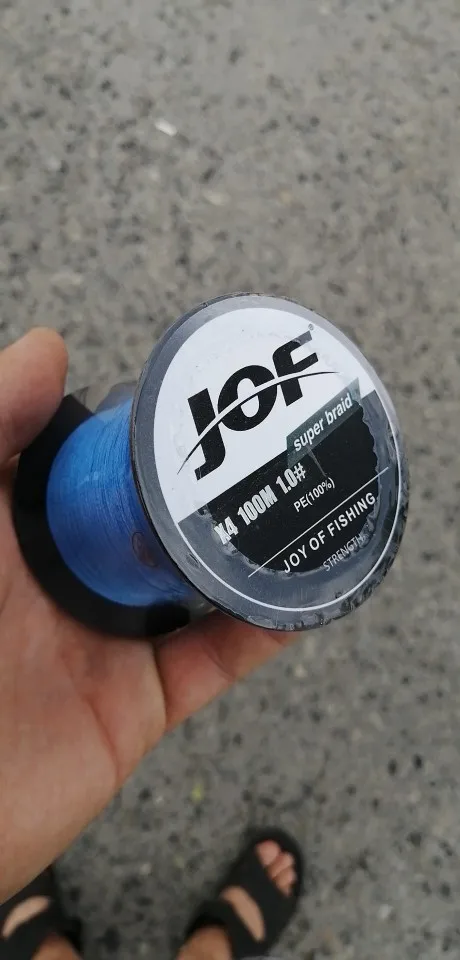 JOF®
super braid
X4 100M 1.0#
PE(100%)
JOY OF FISHING
STRENGTH